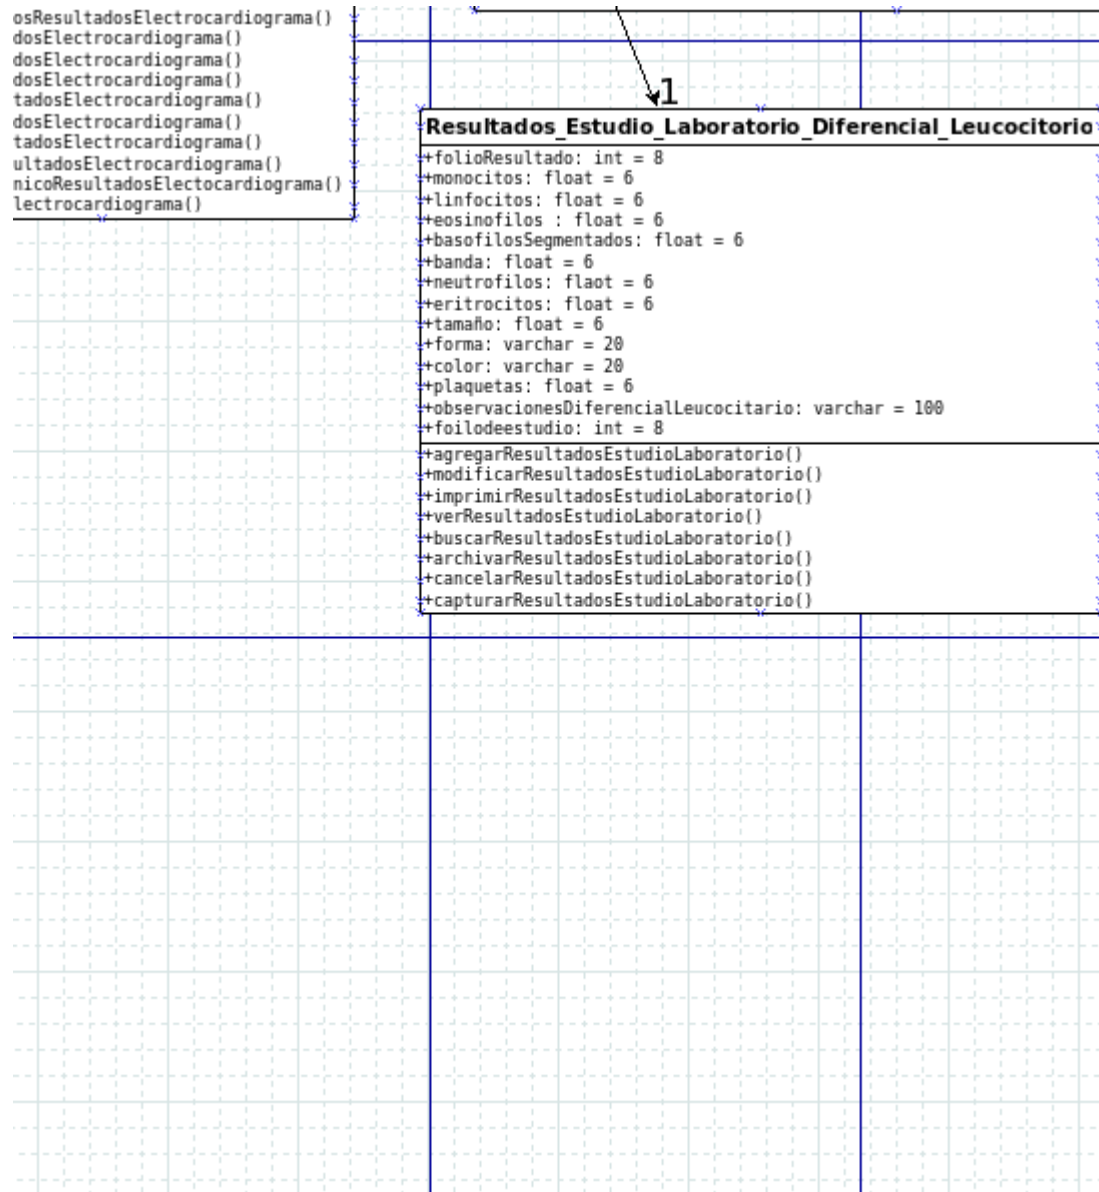 osResultadosElectrocardiograma()
dosElectrocardiograma()
dosElectrocardiograma()
dosElectrocardiograma()
tadosElectrocardiograma()
dosElectrocardiograma()
tadosElectrocardiograma()
ultadosElectrocardiograma()
nicoResultadosElectocardiograma()
lectrocardiograma()
1
Resultados_Estudio_Laboratorio_Diferencial_Leucocitorio
+folioResultado: int = 8
+monocitos: float = 6
+linfocitos: float = 6
+eosinofilos : float = 6
+basofilosSegmentados: float = 6
+banda: float = 6
+neutrofilos: flaot = 6
+eritrocitos: float = 6
+tamaño: float = 6
+forma: varchar = 20
+color: varchar = 20
+plaquetas: float = 6
+observacionesDiferencialLeucocitario: varchar = 100
+foilodeestudio: int = 8
+agregarResultadosEstudioLaboratorio()
+modificarResultadosEstudioLaboratorio()
+imprimirResultadosEstudioLaboratorio()
+verResultadosEstudioLaboratorio()
+buscarResultadosEstudioLaboratorio()
+archivarResultadosEstudioLaboratorio()
+cancelarResultadosEstudioLaboratorio()
+capturarResultadosEstudioLaboratorio()